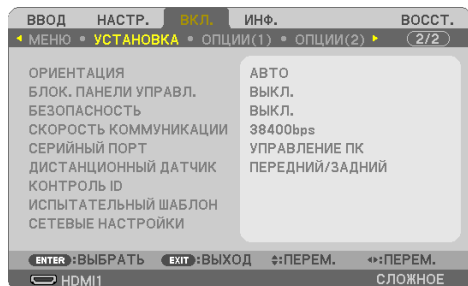 ВВОД НАСТР. ВКЛ. ИНФ. ВОССТ.
МЕНЮ • УСТАНОВКА • ОПЦИИ(1) • ОПЦИИ(2) 2/2
ОРИЕНТАЦИЯ АВТО
БЛОК. ПАНЕЛИ УПРАВЛ. ВЫКЛ.
БЕЗОПАСНОСТЬ ВЫКЛ.
СКОРОСТЬ КОММУНИКАЦИИ 38400bps
СЕРИЙНЫЙ ПОРТ УПРАВЛЕНИЕ ПК
ДИСТАНЦИОННЫЙ ДАТЧИК ПЕРЕДНИЙ/ЗАДНИЙ
КОНТРОЛЬ ID
ИСПЫТАТЕЛЬНЫЙ ШАБЛОН
СЕТЕВЫЕ НАСТРОЙКИ
ENTER :ВЫБРАТЬ EXIT :ВЫХОД :ПЕРЕМ. :ПЕРЕМ.
HDMI1 СЛОЖНОЕ